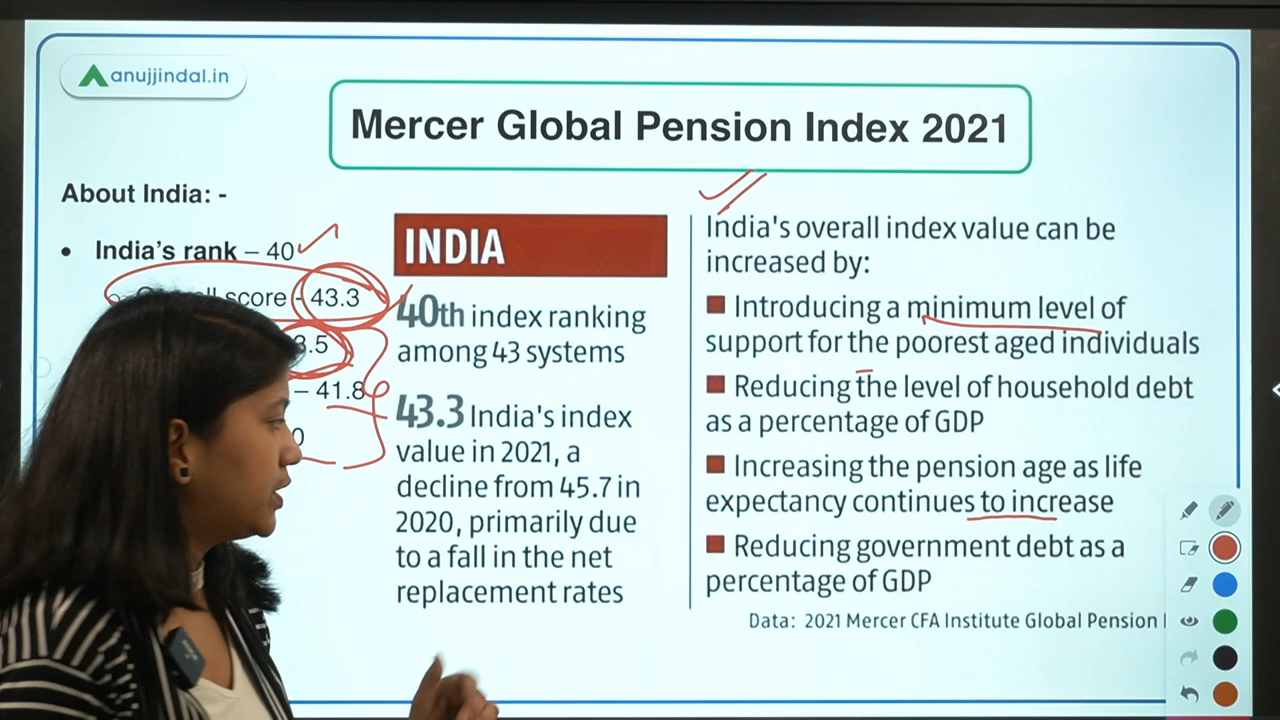 anujjindal.in
Mercer Global Pension Index 2021
About India: -
• India's rank – 40
score - 43.3
3.5
– 41.8
0
INDIA
40th index ranking
among 43 systems
43.3 India's index
value in 2021, a
decline from 45.7 in
2020, primarily due
to a fall in the net
replacement rates
India's overall index value can be
increased by:
Introducing a minimum level of
support for the poorest aged individuals
Reducing the level of household debt
as a percentage of GDP
Increasing the pension age as life
expectancy continues to increase
Reducing government debt as a
percentage of GDP
Data: 2021 Mercer CFA Institute Global Pension